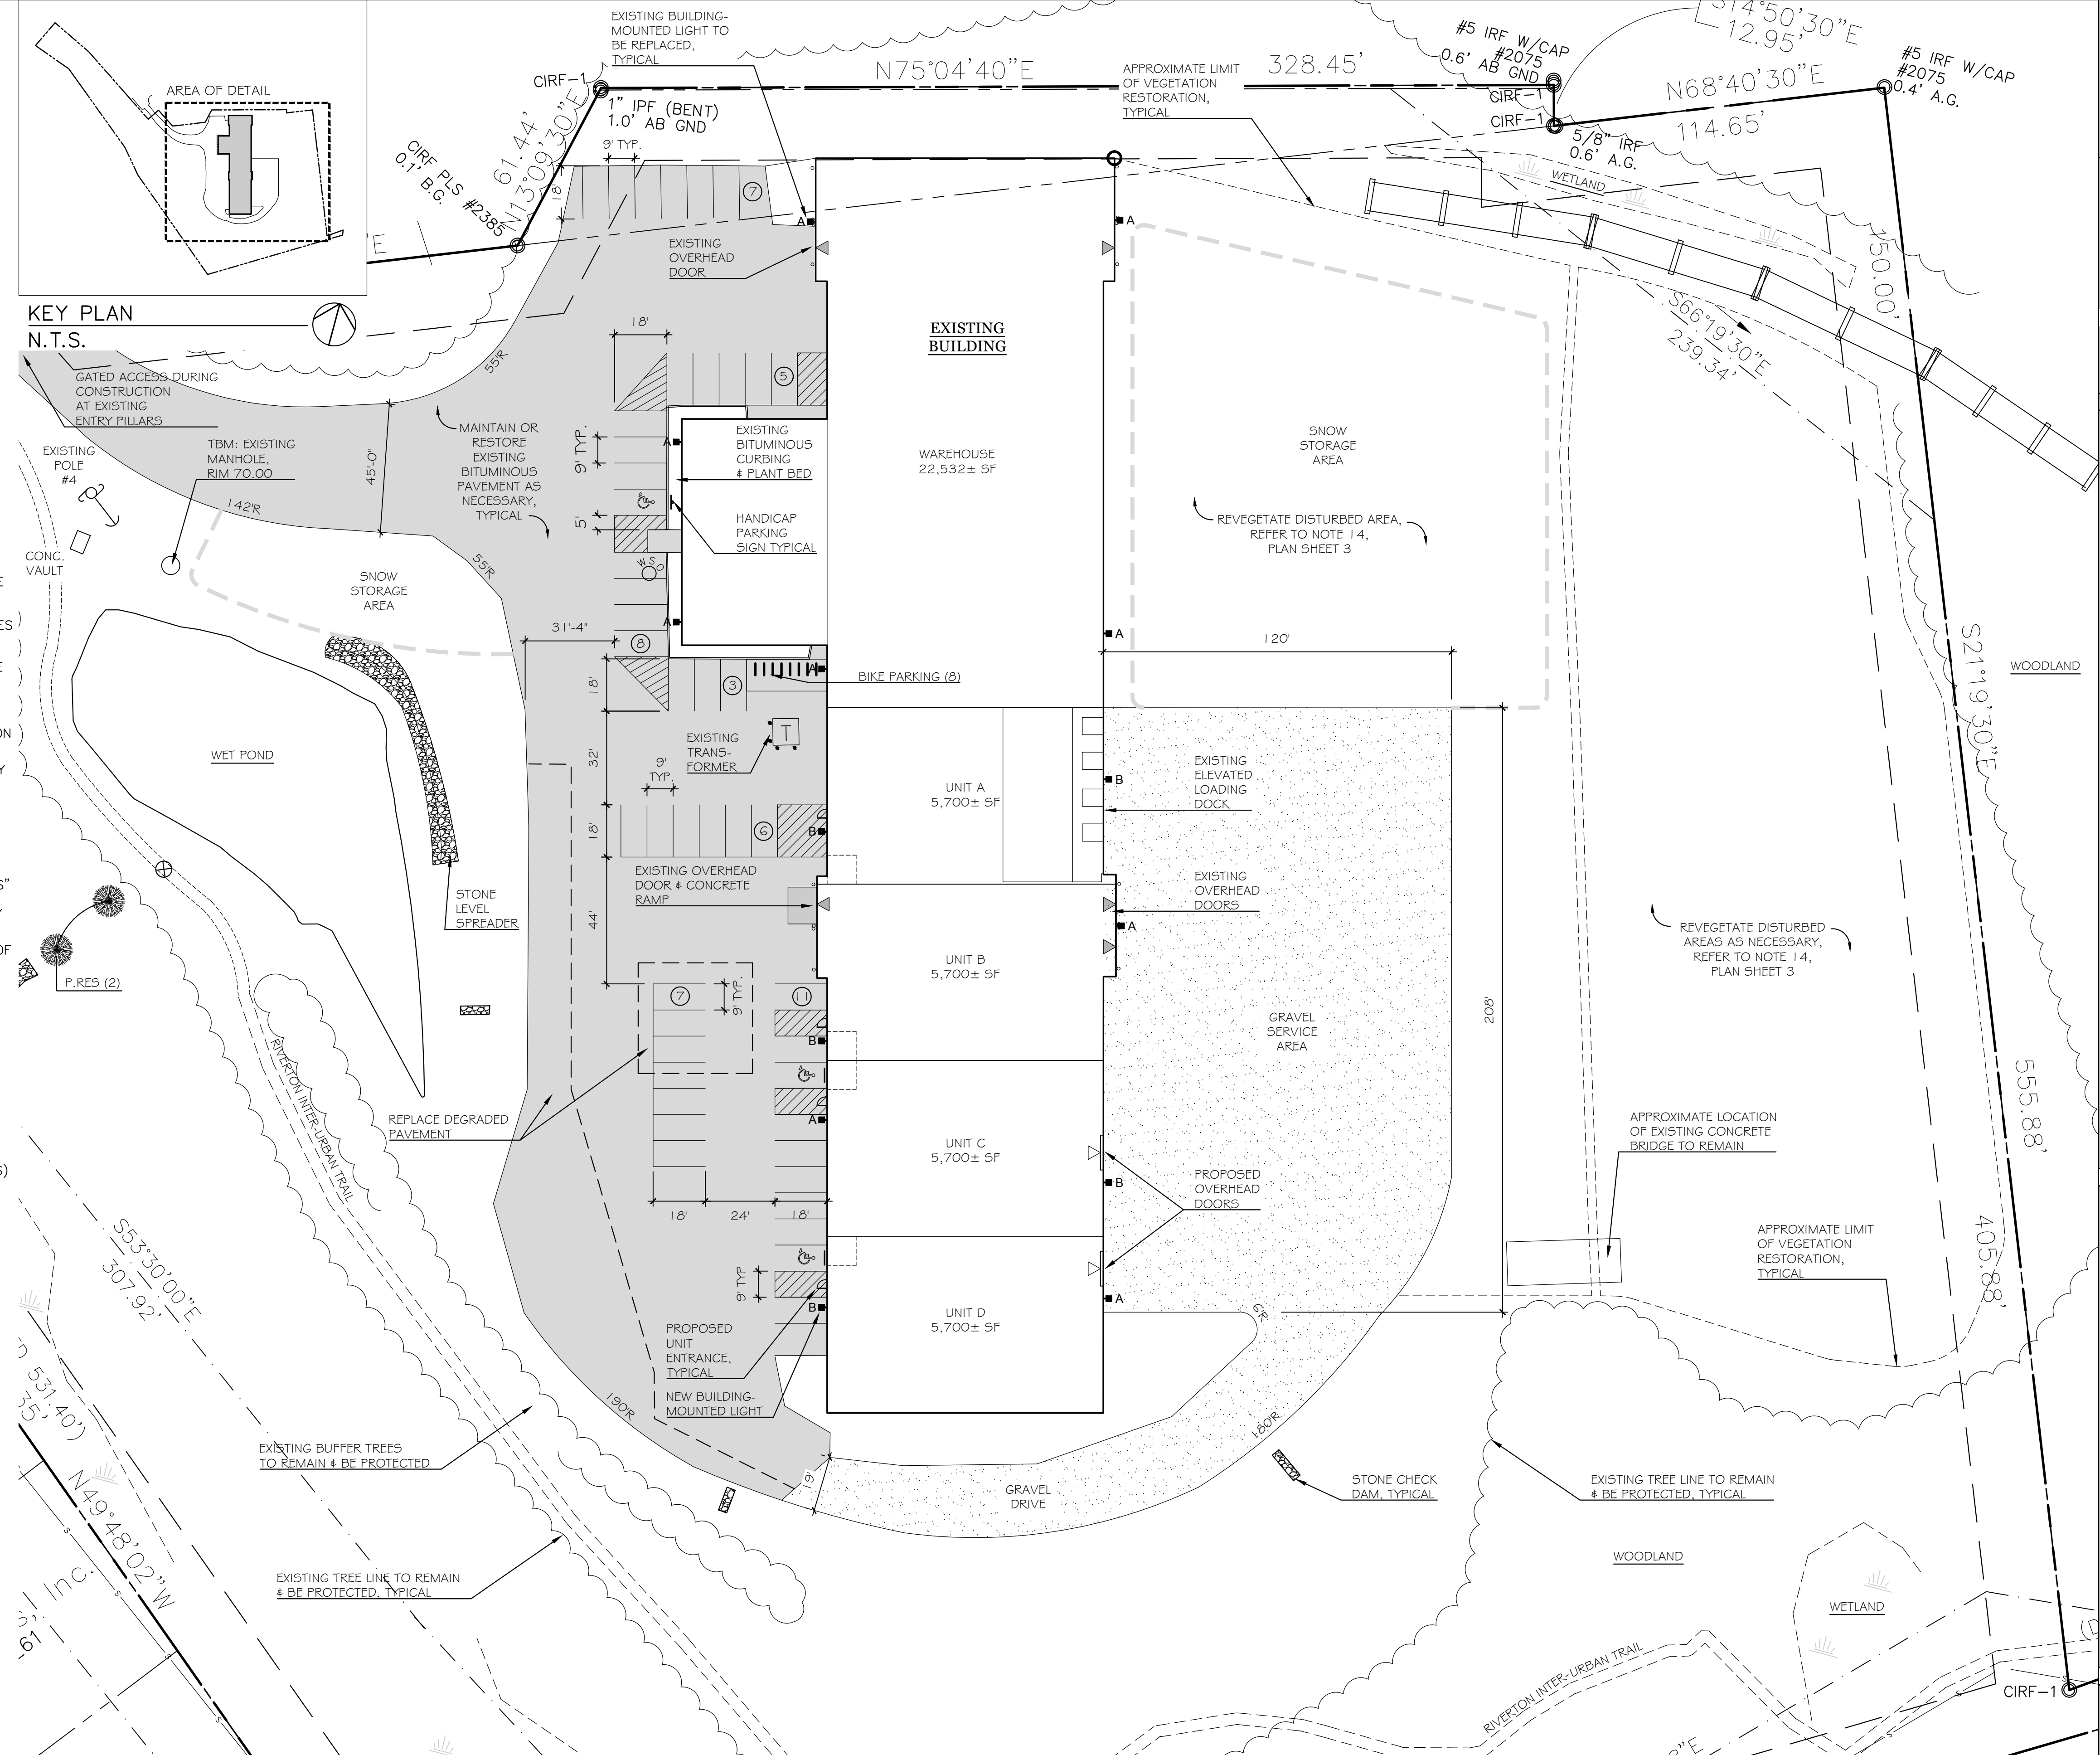 AREA OF DETAIL
KEY PLAN
N.T.S.
EXISTING BUILDING-
MOUNTED LIGHT TO
BE REPLACED,
TYPICAL
CIRF-1
1" IPF (BENT)
1.0' AB GND
61.44'
N13°09'30"E
CIRF PLS #2385
0.1' B.G.
'E
N75°04'40"E
328.45'
APPROXIMATE LIMIT
OF VEGETATION
RESTORATION,
TYPICAL
#5 IRF W/CAP
#2075
0.6' AB GND
CIRF-1
CIRF-1
S14°50'30"E
12.95'
N68°40'30"E
114.65'
#5 IRF W/CAP
#2075
0.4' A.G.
5/8" IRF
0.6' A.G.
WETLAND
150.00'
S66°19'30"E
239.34'
9' TYP.
18'
7
A
A
EXISTING
OVERHEAD
DOOR
EXISTING
BUILDING
18'
55'R
5
GATED ACCESS DURING
CONSTRUCTION
AT EXISTING
ENTRY PILLARS
EXISTING
POLE
#4
TBM: EXISTING
MANHOLE,
RIM 70.00
45'-0"
142'R
MAINTAIN OR
RESTORE
EXISTING
BITUMINOUS
PAVEMENT AS
NECESSARY,
TYPICAL
9' TYP.
5'
A
EXISTING
BITUMINOUS
CURBING
& PLANT BED
HANDICAP
PARKING
SIGN TYPICAL
WAREHOUSE
22,532± SF
SNOW
STORAGE
AREA
REVEGETATE DISTURBED AREA,
REFER TO NOTE 14,
PLAN SHEET 3
CONC.
VAULT
55'R
SNOW
STORAGE
AREA
WSO
A
A
E
ES
E
ON
Y
31'-4"
8
120'
WOODLAND
S21°19'30"E
18'
3
A
BIKE PARKING (8)
WET POND
T
EXISTING
TRANS-
FORMER
32'
9'
TYP.
UNIT A
5,700± SF
B
EXISTING
ELEVATED
LOADING
DOCK
18'
6
B
EXISTING OVERHEAD
DOOR & CONCRETE
RAMP
EXISTING
OVERHEAD
DOORS
STONE
LEVEL
SPREADER
44'
A
S"
OF
P.RES (2)
REVEGETATE DISTURBED
AREAS AS NECESSARY,
REFER TO NOTE 14,
PLAN SHEET 3
UNIT B
5,700± SF
7
9' TYP.
11
B
GRAVEL
SERVICE
AREA
208'
RIVERTON INTER-URBAN TRAIL
555.88'
REPLACE DEGRADED
PAVEMENT
A
UNIT C
5,700± SF
APPROXIMATE LOCATION
OF EXISTING CONCRETE
BRIDGE TO REMAIN
S)
PROPOSED
OVERHEAD
DOORS
B
18'
24'
18'
S53°30'00"E
307.92'
405.88'
APPROXIMATE LIMIT
OF VEGETATION
RESTORATION,
TYPICAL
9' TYP
B
A
6'R
PROPOSED
UNIT
ENTRANCE,
TYPICAL
UNIT D
5,700± SF
531.40)
35'
NEW BUILDING-
MOUNTED LIGHT
190'R
180'R
EXISTING BUFFER TREES
TO REMAIN & BE PROTECTED
19'
GRAVEL
DRIVE
STONE CHECK
DAM, TYPICAL
EXISTING TREE LINE TO REMAIN
& BE PROTECTED, TYPICAL
N49°48'02"W
S
S
S
EXISTING TREE LINE TO REMAIN
& BE PROTECTED, TYPICAL
WOODLAND
WETLAND
Inc.
-61
RIVERTON INTER-URBAN TRAIL
CIRF-1
S
S
S
"E